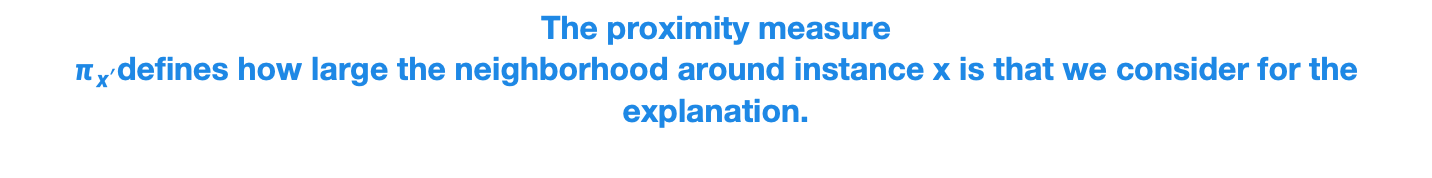 The proximity measure
πₓ′defines how large the neighborhood around instance x is that we consider for the
explanation.